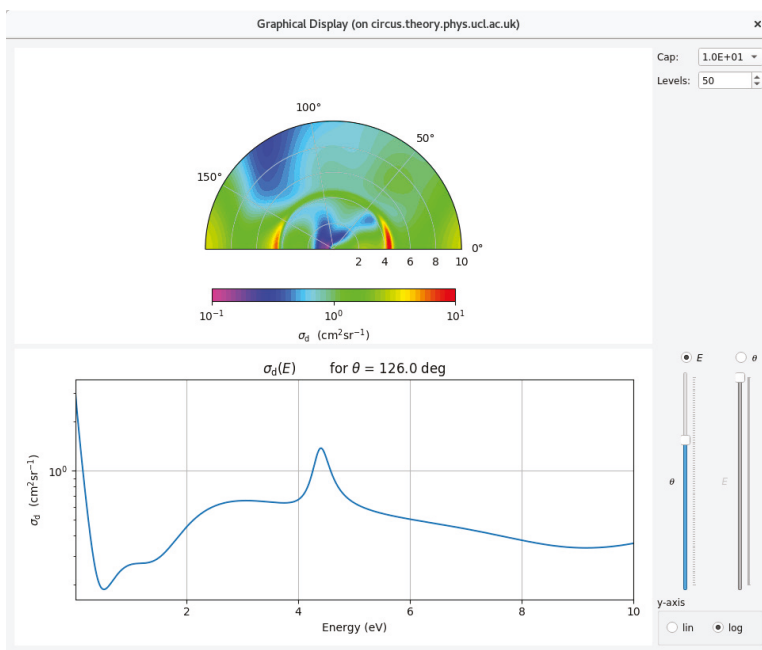 Graphical Display (on circus.theory.phys.ucl.ac.uk) ×
Cap: 1.0E+01
Levels: 50
100°
50°
150°
0°
2 4 6 8 10
10⁻¹ 10⁰ 10¹
σd (cm²sr⁻¹)
σd(E) for θ = 126.0 deg
E θ
10⁰
σd (cm²sr⁻¹)
θ E
2 4 6 8 10
Energy (eV)
y-axis
lin log